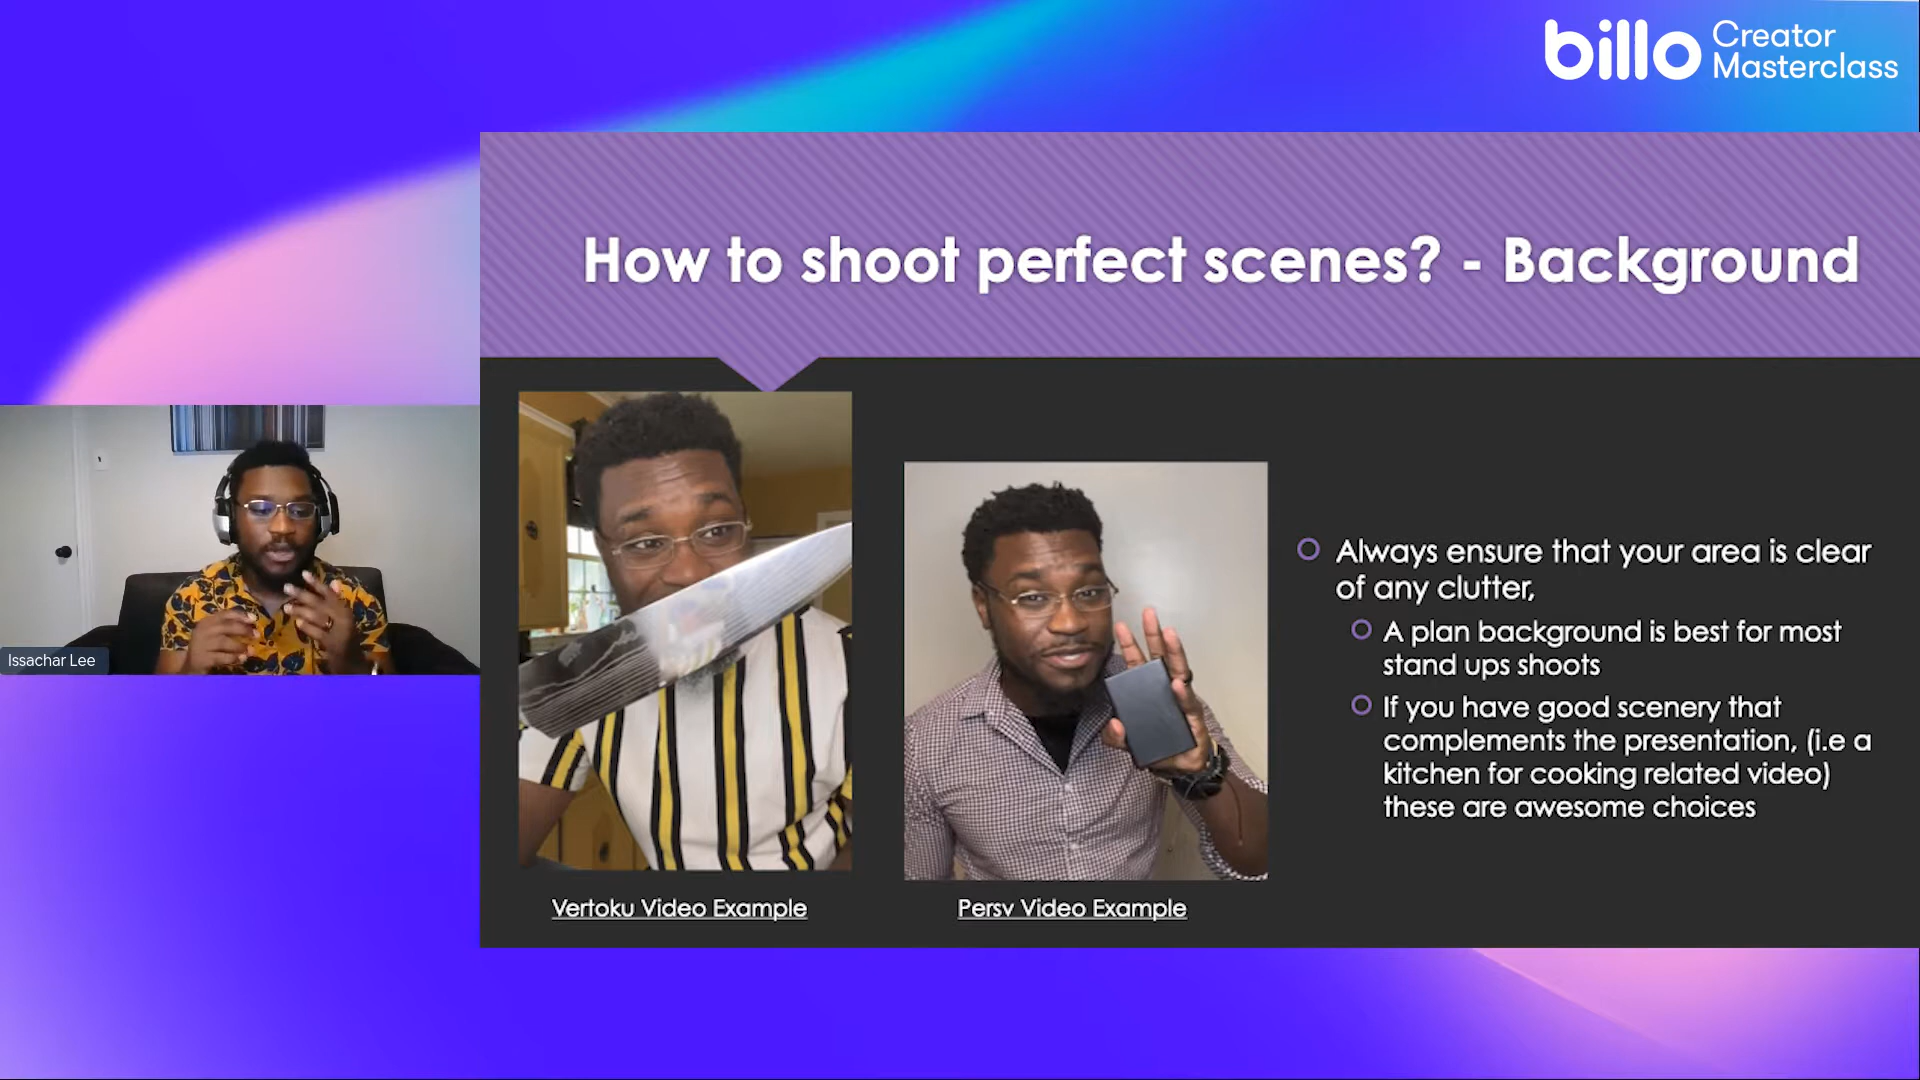 billo Creator
Masterclass
How to shoot perfect scenes? - Background
Issachar Lee
Always ensure that your area is clear
of any clutter,
A plan background is best for most
stand ups shoots
If you have good scenery that
complements the presentation, (i.e a
kitchen for cooking related video)
these are awesome choices
Vertoku Video Example
Persv Video Example